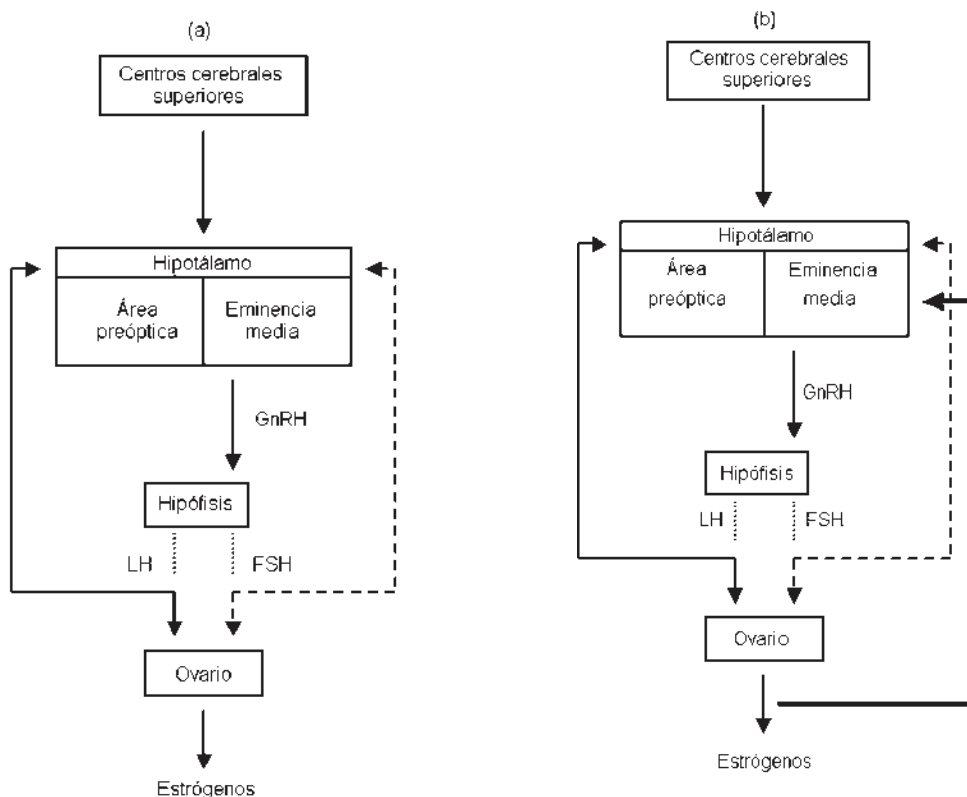 (a)
Centros cerebrales
superiores
Hipotálamo
Área
preóptica
Eminencia
media
GnRH
Hipófisis
LH
FSH
Ovario
Estrógenos
(b)
Centros cerebrales
superiores
Hipotálamo
Área
preóptica
Eminencia
media
GnRH
Hipófisis
LH
FSH
Ovario
Estrógenos